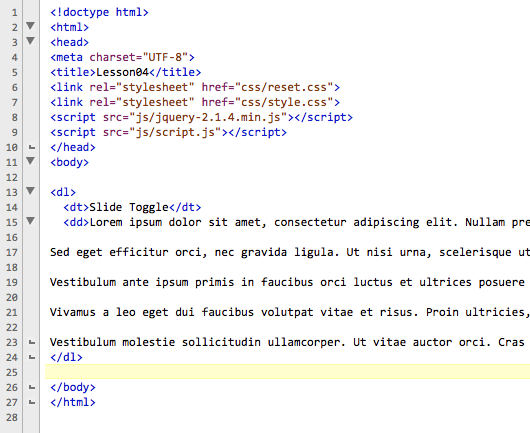 1 <!doctype html>
2 <html>
3 <head>
4 <meta charset="UTF-8">
5 <title>Lesson04</title>
6 <link rel="stylesheet" href="css/reset.css">
7 <link rel="stylesheet" href="css/style.css">
8 <script src="js/jquery-2.1.4.min.js"></script>
9 <script src="js/script.js"></script>
10 </head>
11 <body>
12
13 <dl>
14 <dt>Slide Toggle</dt>
15 <dd>Lorem ipsum dolor sit amet, consectetur adipiscing elit. Nullam pre
16
17 Sed eget efficitur orci, nec gravida ligula. Ut nisi urna, scelerisque ut
18
19 Vestibulum ante ipsum primis in faucibus orci luctus et ultrices posuere
20
21 Vivamus a leo eget dui faucibus volutpat vitae et risus. Proin ultricies,
22
23 Vestibulum molestie sollicitudin ullamcorper. Ut vitae auctor orci. Cras
24 </dl>
25
26 </body>
27 </html>
28